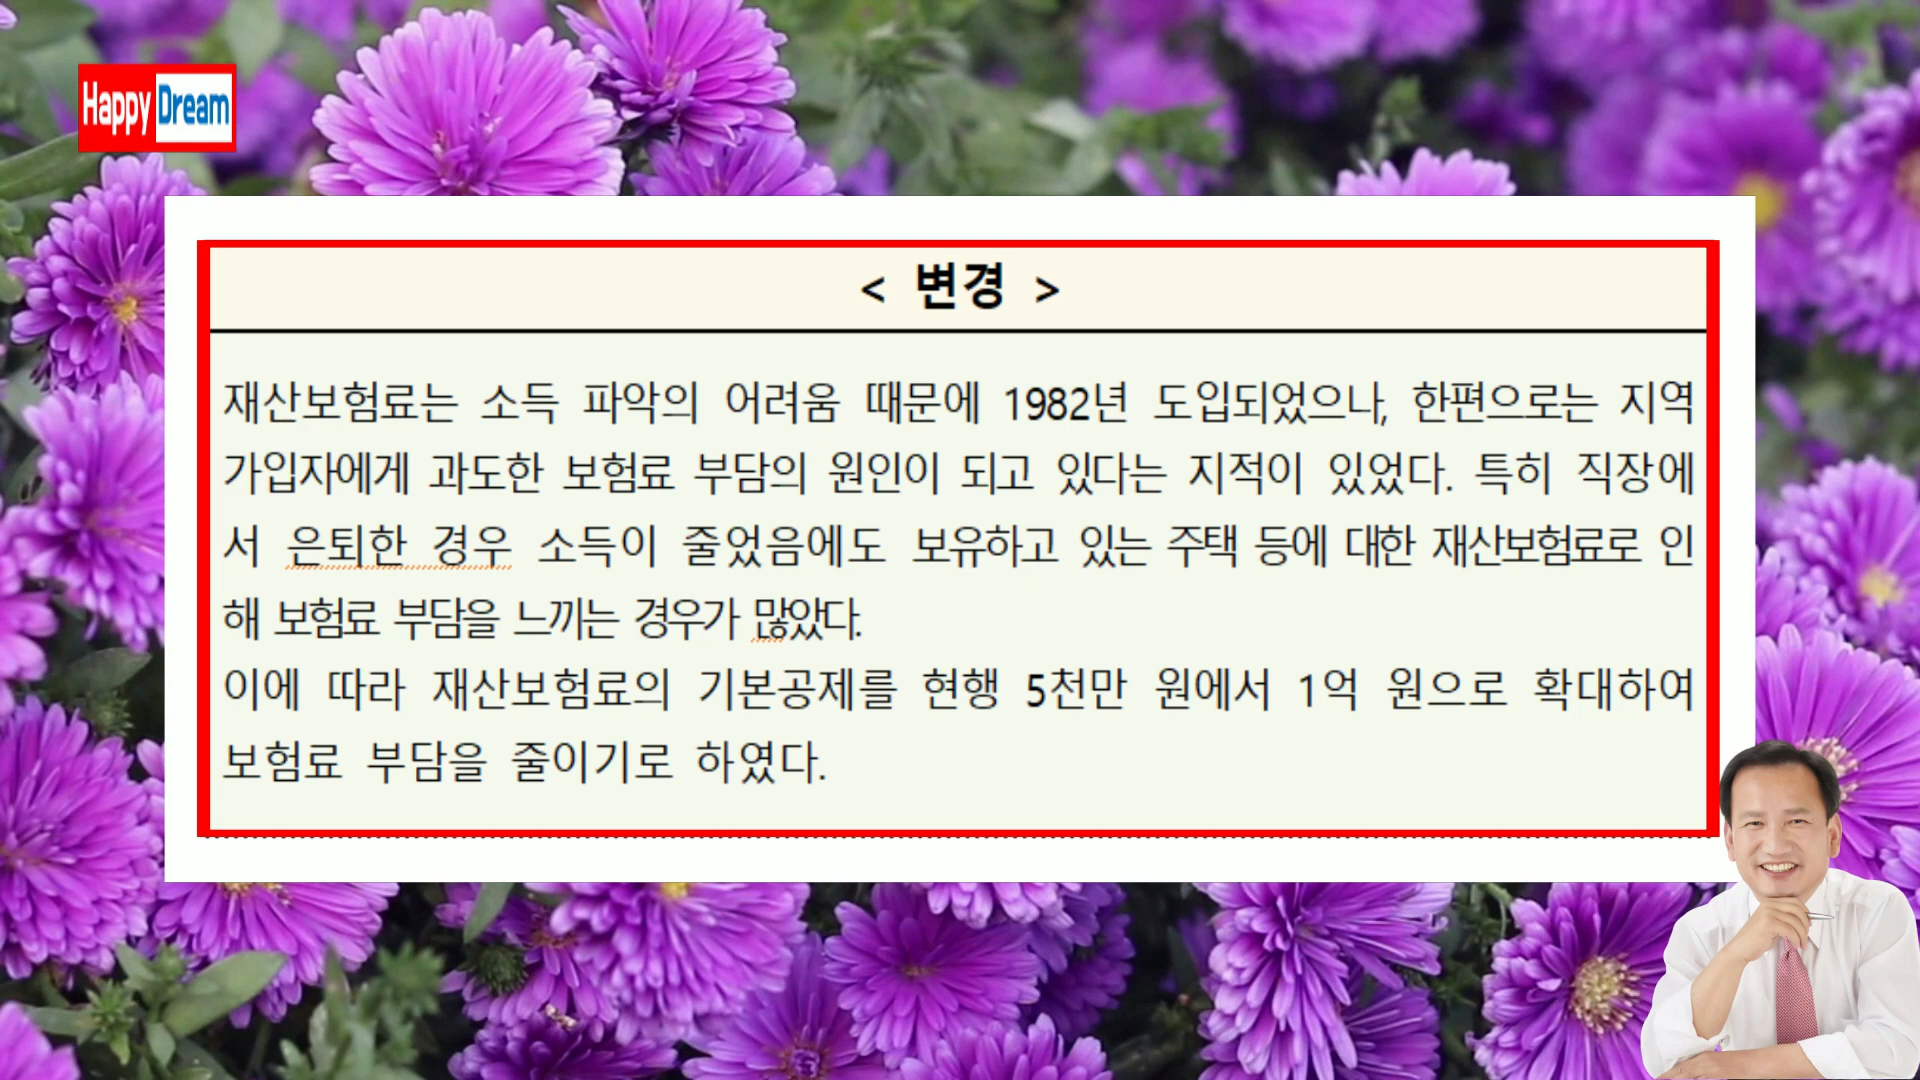 Happy Dream
< 변경 >
재산보험료는 소득 파악의 어려움 때문에 1982년 도입되었으나, 한편으로는 지역
가입자에게 과도한 보험료 부담의 원인이 되고 있다는 지적이 있었다. 특히 직장에
서 은퇴한 경우 소득이 줄었음에도 보유하고 있는 주택 등에 대한 재산보험료로 인
해 보험료 부담을 느끼는 경우가 많았다.
이에 따라 재산보험료의 기본공제를 현행 5천만 원에서 1억 원으로 확대하여
보험료 부담을 줄이기로 하였다.